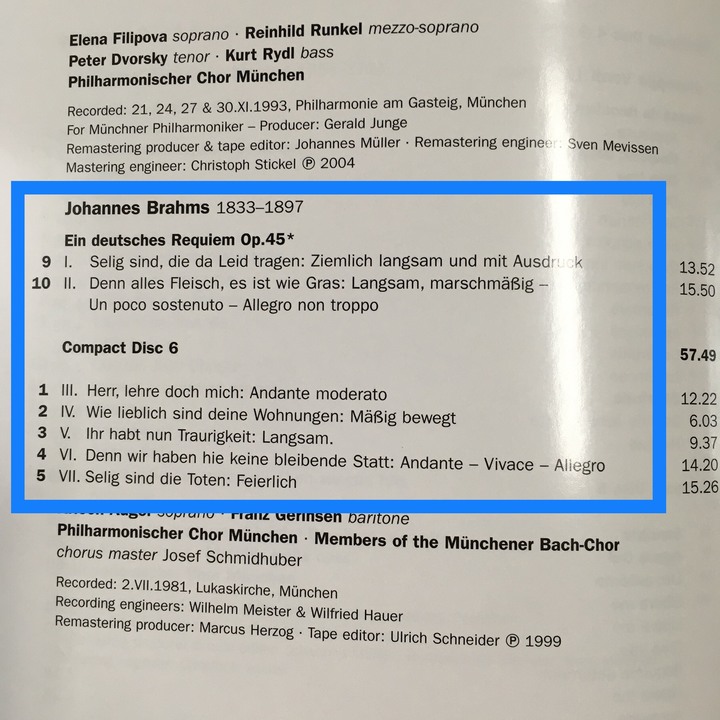 Elena Filipova soprano · Reinhild Runkel mezzo-soprano
Peter Dvorsky tenor · Kurt Rydl bass
Philharmonischer Chor München
Recorded: 21, 24, 27 & 30.XI.1993, Philharmonie am Gasteig, München
For Münchner Philharmoniker – Producer: Gerald Junge
Remastering producer & tape editor: Johannes Müller · Remastering engineer: Sven Mevissen
Mastering engineer: Christoph Stickel ℗ 2004
Johannes Brahms 1833–1897
Ein deutsches Requiem Op.45*
9 I. Selig sind, die da Leid tragen: Ziemlich langsam und mit Ausdruck 13.52
10 II. Denn alles Fleisch, es ist wie Gras: Langsam, marschmäßig – 15.50
Un poco sostenuto – Allegro non troppo
Compact Disc 6 57.49
1 III. Herr, lehre doch mich: Andante moderato 12.22
2 IV. Wie lieblich sind deine Wohnungen: Mäßig bewegt 6.03
3 V. Ihr habt nun Traurigkeit: Langsam. 9.37
4 VI. Denn wir haben hie keine bleibende Statt: Andante – Vivace – Allegro 14.20
5 VII. Selig sind die Toten: Feierlich 15.26
soprano · Franz Gerihsen baritone
Philharmonischer Chor München · Members of the Münchener Bach-Chor
chorus master Josef Schmidhuber
Recorded: 2.VII.1981, Lukaskirche, München
Recording engineers: Wilhelm Meister & Wilfried Hauer
Remastering producer: Marcus Herzog · Tape editor: Ulrich Schneider ℗ 1999